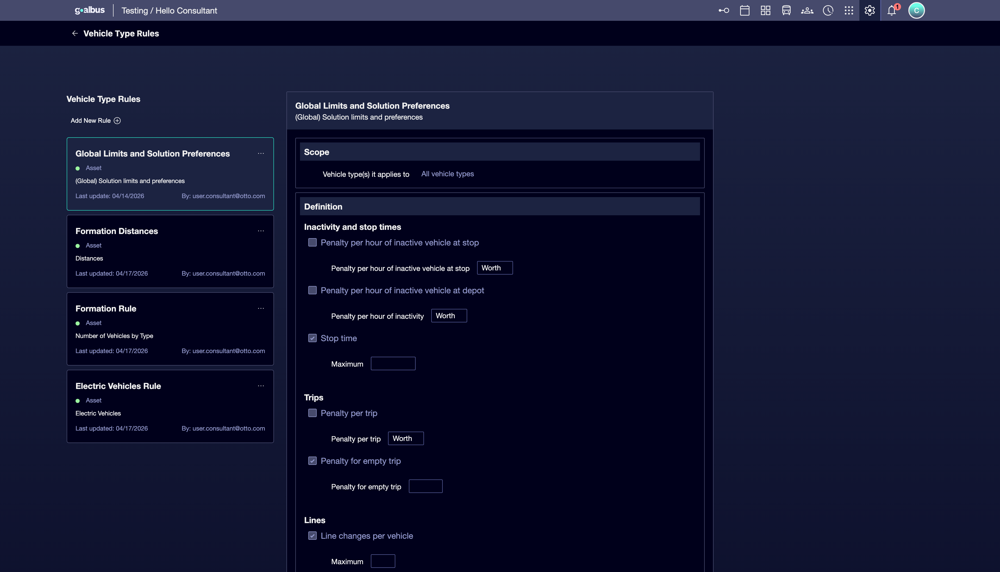 goalbus
Testing / Hello Consultant
1
C
Vehicle Type Rules
Vehicle Type Rules
Add New Rule
Global Limits and Solution Preferences
Asset
(Global) Solution limits and preferences
Last update: 04/14/2026
By: user.consultant@otto.com
Formation Distances
Asset
Distances
Last updated: 04/17/2026
By: user.consultant@otto.com
Formation Rule
Asset
Number of Vehicles by Type
Last updated: 04/17/2026
By: user.consultant@otto.com
Electric Vehicles Rule
Asset
Electric Vehicles
Last updated: 04/17/2026
By: user.consultant@otto.com
Global Limits and Solution Preferences
(Global) Solution limits and preferences
Scope
Vehicle type(s) it applies to All vehicle types
Definition
Inactivity and stop times
Penalty per hour of inactive vehicle at stop
Penalty per hour of inactive vehicle at stop Worth
Penalty per hour of inactive vehicle at depot
Penalty per hour of inactivity Worth
Stop time
Maximum
Trips
Penalty per trip
Penalty per trip Worth
Penalty for empty trip
Penalty for empty trip
Lines
Line changes per vehicle
Maximum